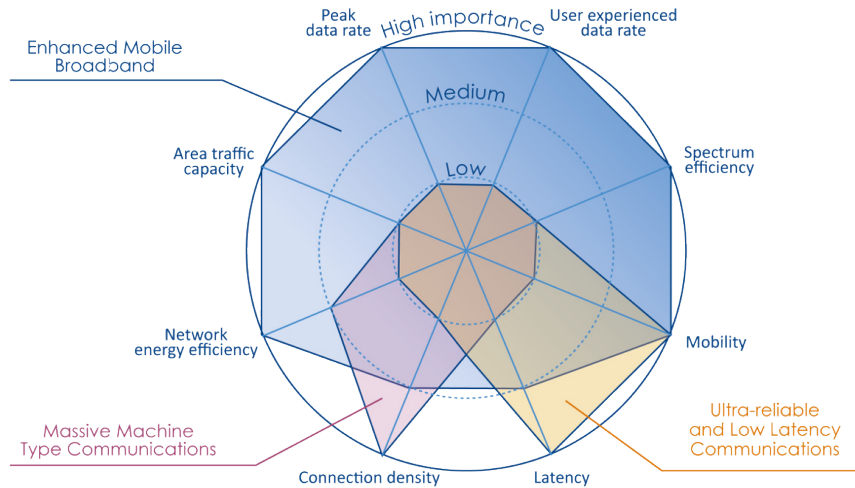 Peak
data rate
High importance
User experienced
data rate
Enhanced Mobile
Broadband
Medium
Area traffic
capacity
Low
Spectrum
efficiency
Network
energy efficiency
Mobility
Massive Machine
Type Communications
Ultra-reliable
and Low Latency
Communications
Connection density
Latency